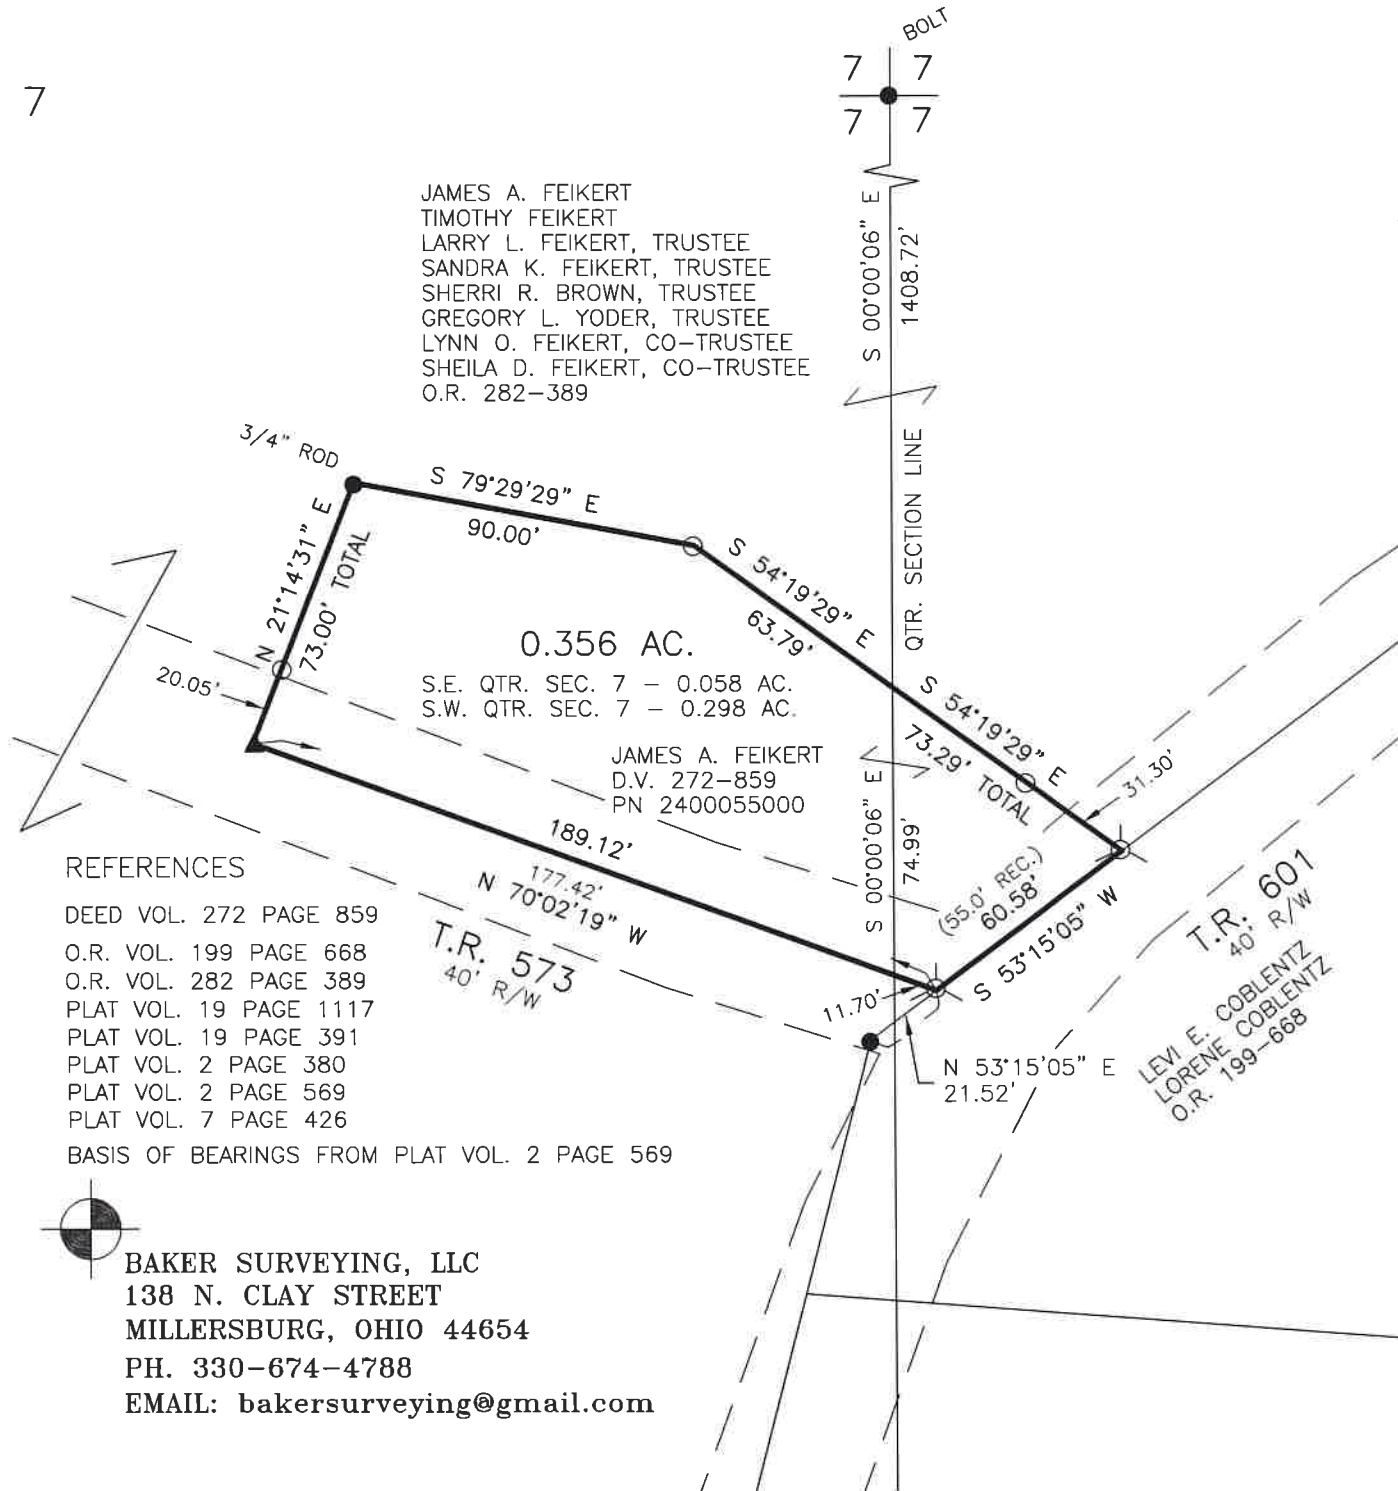 BOLT
7
7 7
7 7
JAMES A. FEIKERT
TIMOTHY FEIKERT
LARRY L. FEIKERT, TRUSTEE
SANDRA K. FEIKERT, TRUSTEE
SHERRI R. BROWN, TRUSTEE
GREGORY L. YODER, TRUSTEE
LYNN O. FEIKERT, CO-TRUSTEE
SHEILA D. FEIKERT, CO-TRUSTEE
O.R. 282-389
S 00°00'06" E
1408.72'
QTR. SECTION LINE
3/4" ROD
S 79°29'29" E
90.00'
N 21°14'31" E
73.00' TOTAL
20.05'
S 54°19'29" E
63.79'
S 54°19'29" E
73.29' TOTAL
31.30'
0.356 AC.
S.E. QTR. SEC. 7 - 0.058 AC.
S.W. QTR. SEC. 7 - 0.298 AC.
JAMES A. FEIKERT
D.V. 272-859
PN 2400055000
S 00°00'06" E
74.99'
189.12'
177.42'
N 70°02'19" W
T.R. 573
40' R/W
(55.0' REC.)
60.58'
S 53°15'05" W
11.70'
N 53°15'05" E
21.52'
T.R. 601
40' R/W
LEVI E. COBLENTZ
LORENE COBLENTZ
O.R. 199-668
REFERENCES
DEED VOL. 272 PAGE 859
O.R. VOL. 199 PAGE 668
O.R. VOL. 282 PAGE 389
PLAT VOL. 19 PAGE 1117
PLAT VOL. 19 PAGE 391
PLAT VOL. 2 PAGE 380
PLAT VOL. 2 PAGE 569
PLAT VOL. 7 PAGE 426
BASIS OF BEARINGS FROM PLAT VOL. 2 PAGE 569
BAKER SURVEYING, LLC
138 N. CLAY STREET
MILLERSBURG, OHIO 44654
PH. 330-674-4788
EMAIL: bakersurveying@gmail.com